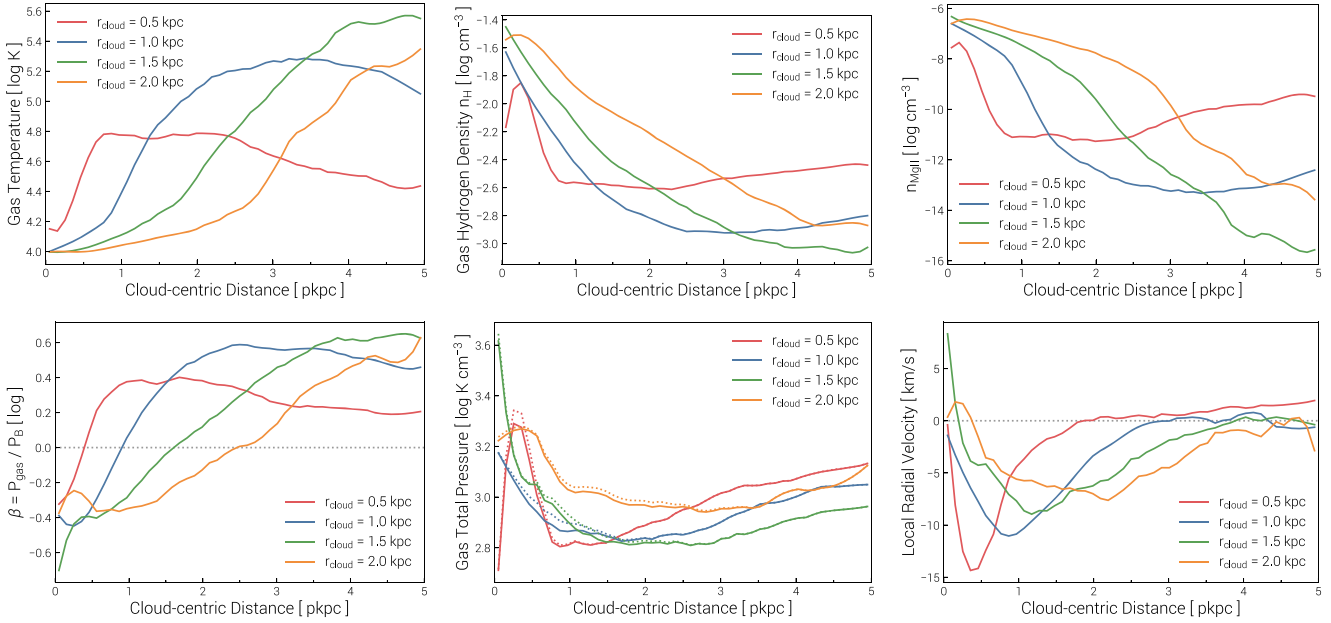 Gas Temperature [ log K ]
5.6
5.4
5.2
5.0
4.8
4.6
4.4
4.2
4.0
r_cloud = 0.5 kpc
r_cloud = 1.0 kpc
r_cloud = 1.5 kpc
r_cloud = 2.0 kpc
0 1 2 3 4 5
Cloud-centric Distance [ pkpc ]
Gas Hydrogen Density n_H [ log cm⁻³ ]
−1.4
−1.6
−1.8
−2.0
−2.2
−2.4
−2.6
−2.8
−3.0
r_cloud = 0.5 kpc
r_cloud = 1.0 kpc
r_cloud = 1.5 kpc
r_cloud = 2.0 kpc
0 1 2 3 4 5
Cloud-centric Distance [ pkpc ]
n_MgII [ log cm⁻³ ]
−6
−8
−10
−12
−14
−16
r_cloud = 0.5 kpc
r_cloud = 1.0 kpc
r_cloud = 1.5 kpc
r_cloud = 2.0 kpc
0 1 2 3 4 5
Cloud-centric Distance [ pkpc ]
β = P_gas / P_B [ log ]
0.6
0.4
0.2
0.0
−0.2
−0.4
−0.6
r_cloud = 0.5 kpc
r_cloud = 1.0 kpc
r_cloud = 1.5 kpc
r_cloud = 2.0 kpc
0 1 2 3 4 5
Cloud-centric Distance [ pkpc ]
Gas Total Pressure [ log K cm⁻³ ]
3.6
3.4
3.2
3.0
2.8
r_cloud = 0.5 kpc
r_cloud = 1.0 kpc
r_cloud = 1.5 kpc
r_cloud = 2.0 kpc
0 1 2 3 4 5
Cloud-centric Distance [ pkpc ]
Local Radial Velocity [ km/s ]
5
0
−5
−10
−15
r_cloud = 0.5 kpc
r_cloud = 1.0 kpc
r_cloud = 1.5 kpc
r_cloud = 2.0 kpc
0 1 2 3 4 5
Cloud-centric Distance [ pkpc ]